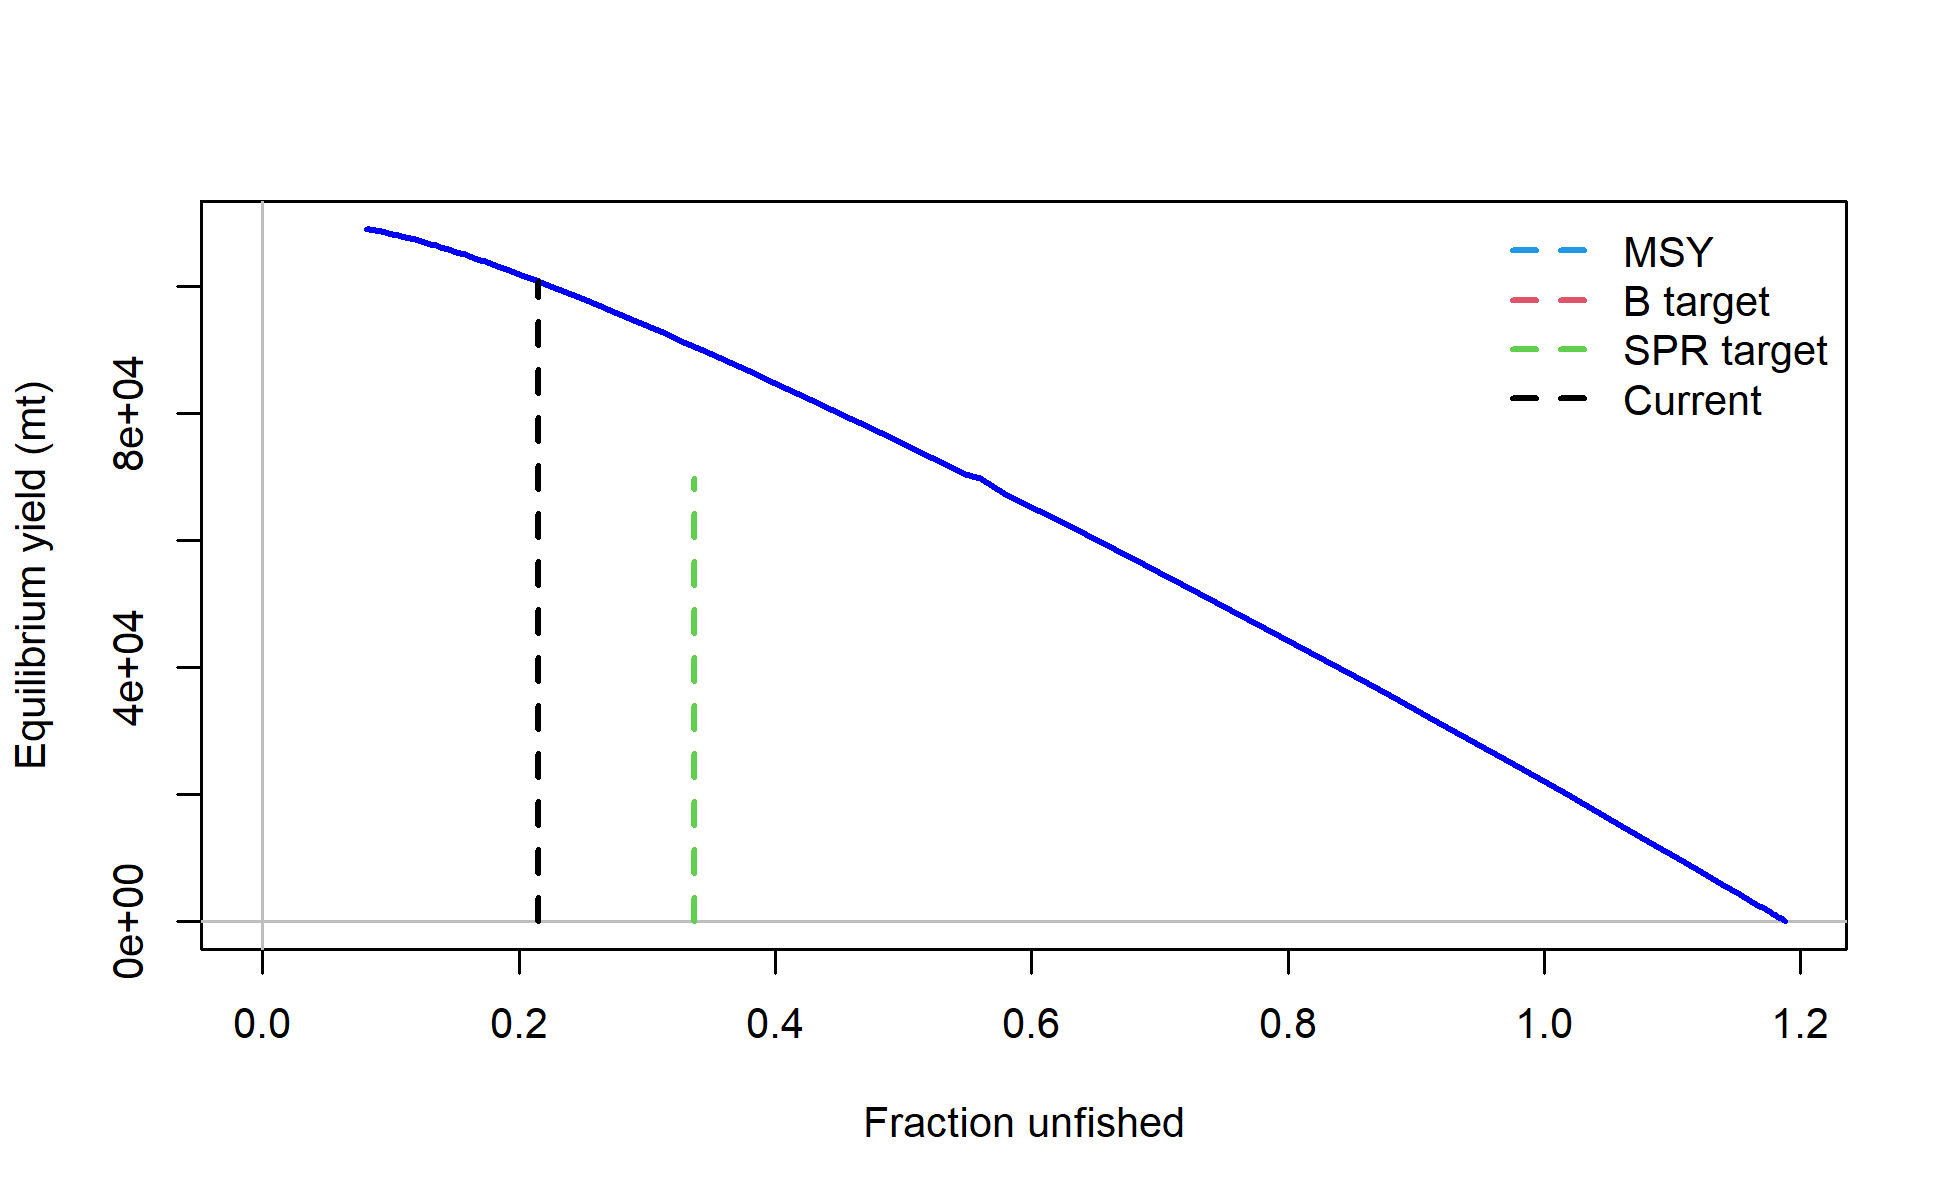 MSY
B target
SPR target
Current
Equilibrium yield (mt)
8e+04
4e+04
0e+00
0.0 0.2 0.4 0.6 0.8 1.0 1.2
Fraction unfished